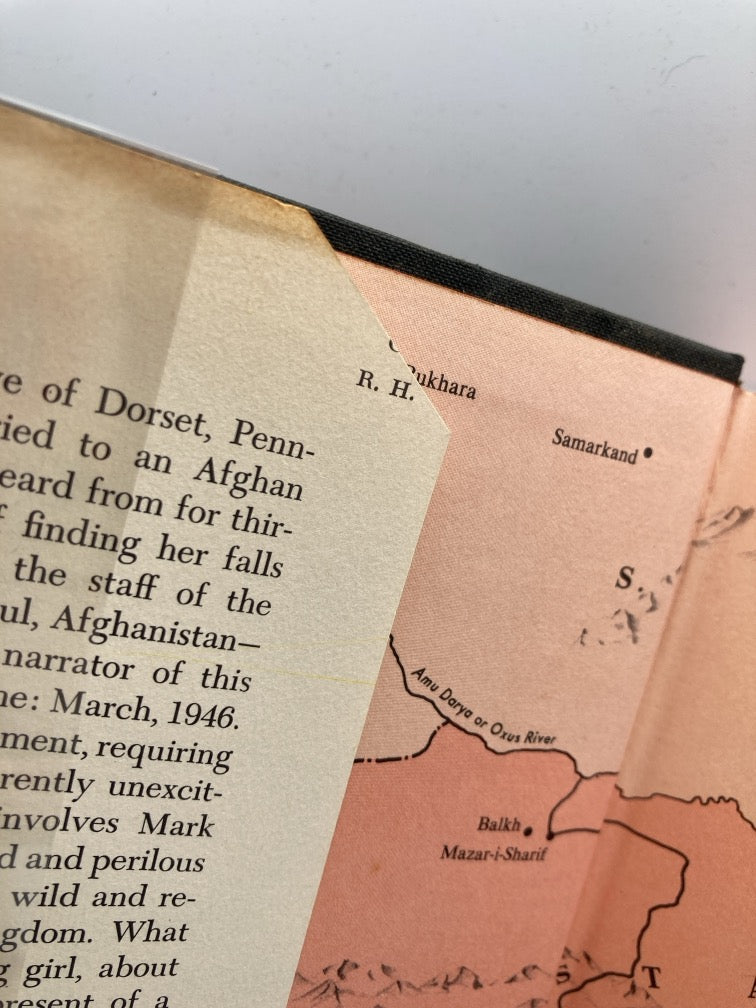 R. H.
e of Dorset, Penn-
ied to an Afghan
eard from for thir-
f finding her falls
the staff of the
ul, Afghanistan—
narrator of this
ne: March, 1946.
ment, requiring
rently unexcit-
involves Mark
d and perilous
wild and re-
gdom. What
g girl, about
present of a
ukhara
Samarkand
S.
Amu Darya or Oxus River
Balkh
Mazar-i-Sharif
S T